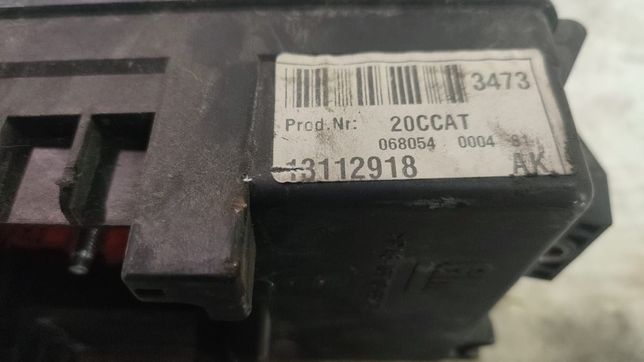 3473
Prod.Nr: 20CCAT
068054 0004 81
13112918 AK